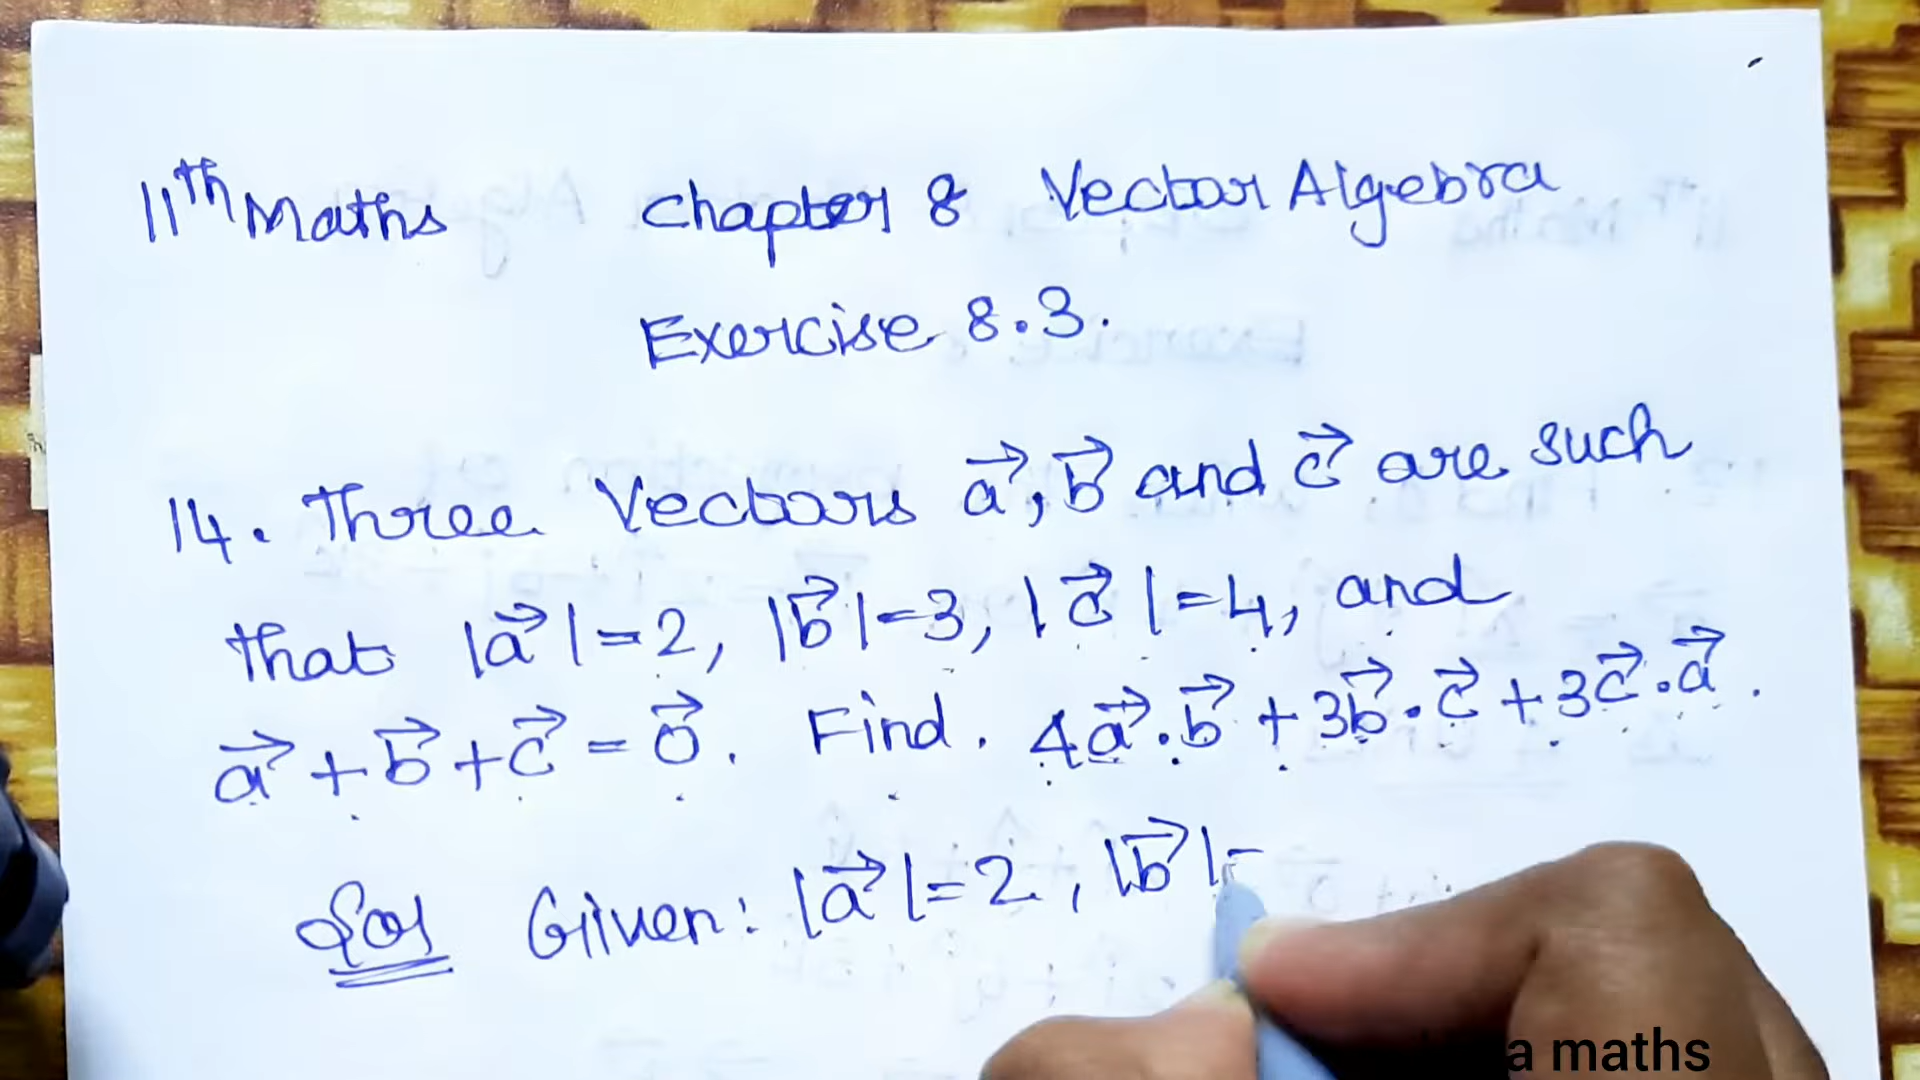 11th Maths chapter 8 Vector Algebra
Exercise 8.3.
14. Three Vectors a⃗, b⃗ and c⃗ are such
that |a⃗| = 2, |b⃗| = 3, |c⃗| = 4, and
a⃗ + b⃗ + c⃗ = 0⃗. Find. 4a⃗.b⃗ + 3b⃗.c⃗ + 3c⃗.a⃗.
Sol Given: |a⃗| = 2, |b⃗| =
a maths